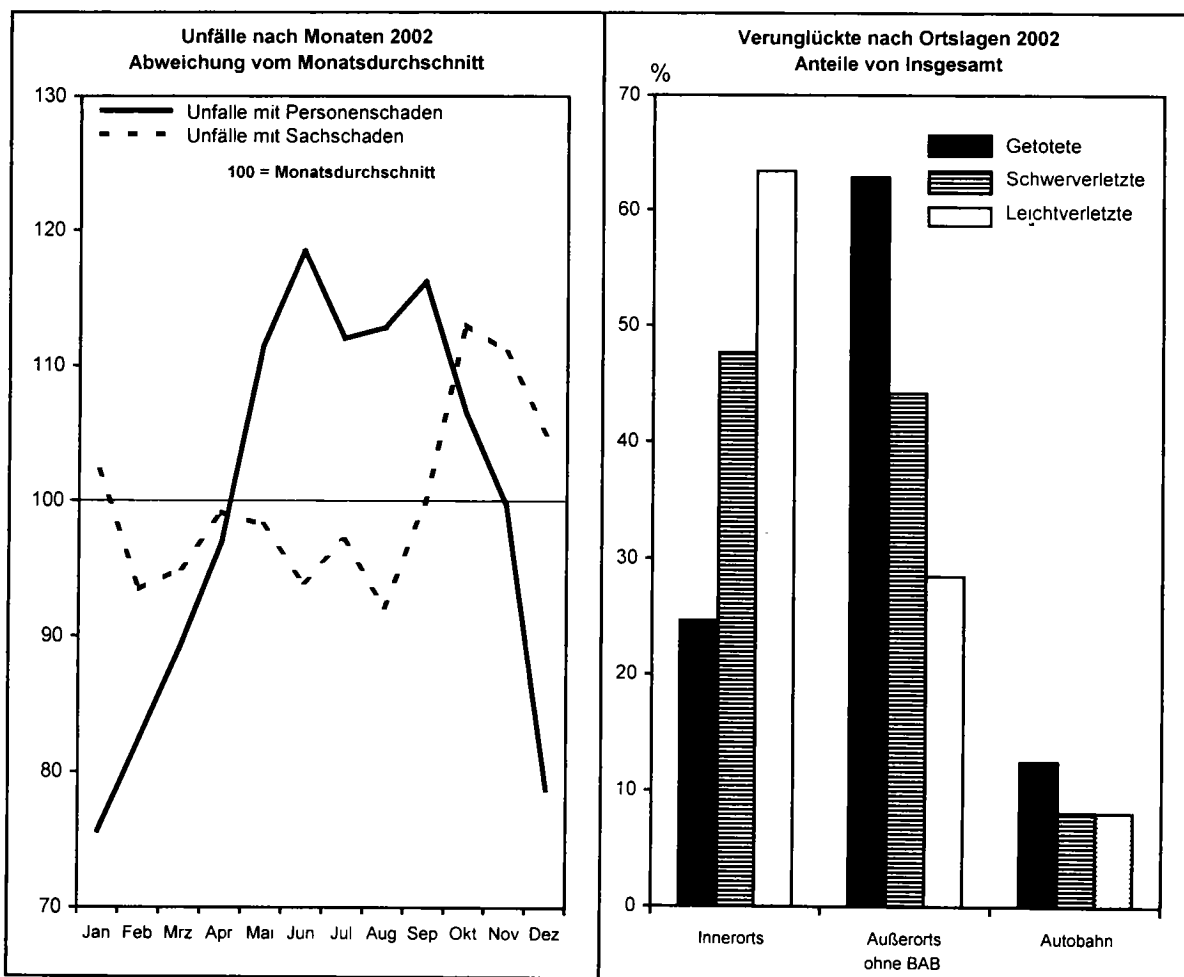 Unfälle nach Monaten 2002
Abweichung vom Monatsdurchschnitt
130
120
110
100
90
80
70
Unfalle mit Personenschaden
Unfälle mit Sachschaden
100 = Monatsdurchschnitt
Jan Feb Mrz Apr Mai Jun Jul Aug Sep Okt Nov Dez
Verunglückte nach Ortslagen 2002
Anteile von Insgesamt
%
70
60
50
40
30
20
10
0
Getotete
Schwerverletzte
Leichtverletzte
Innerorts
Außerorts
ohne BAB
Autobahn